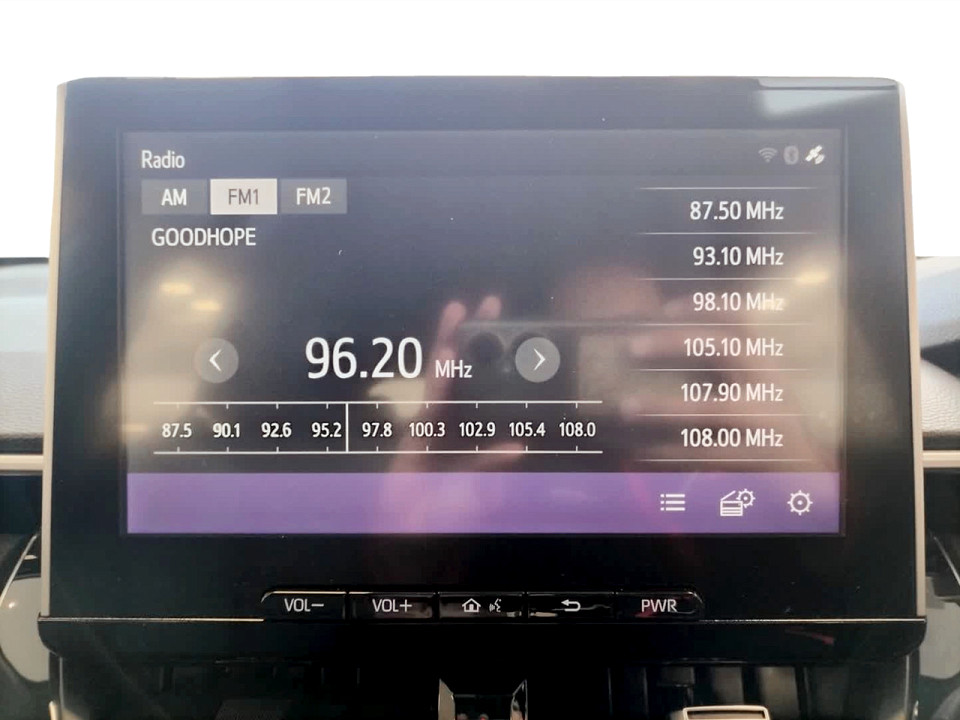 Radio
AM FM1 FM2
GOODHOPE
96.20 MHz
87.5 90.1 92.6 95.2 97.8 100.3 102.9 105.4 108.0
87.50 MHz
93.10 MHz
98.10 MHz
105.10 MHz
107.90 MHz
108.00 MHz
VOL− VOL+ PWR